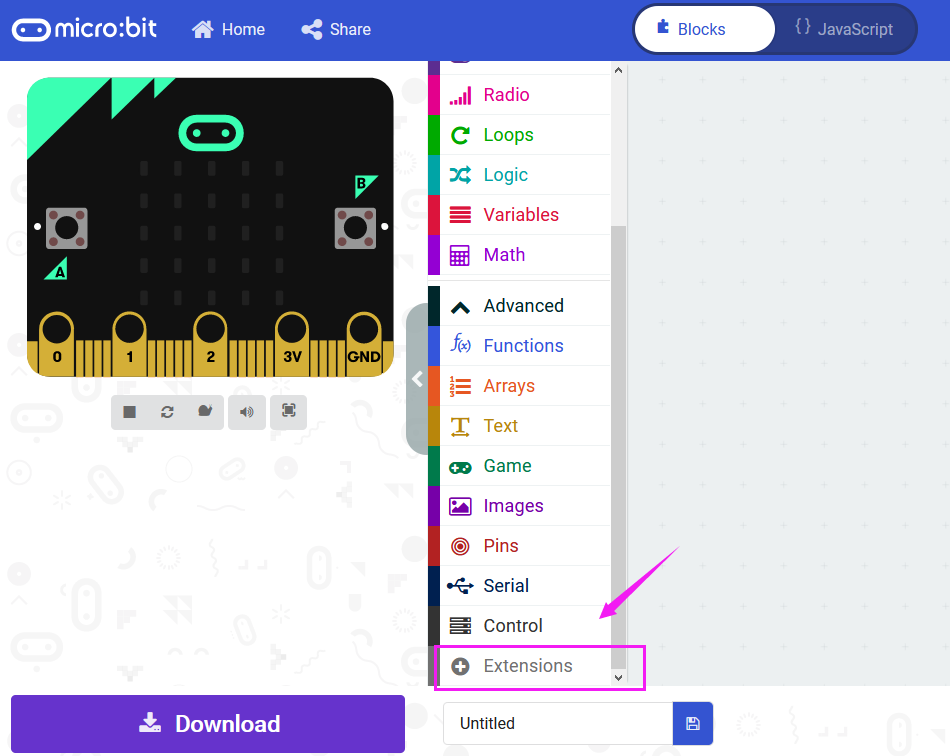 micro:bit
Home
Share
Blocks
{} JavaScript
B
A
0 1 2 3V GND
Radio
Loops
Logic
Variables
Math
Advanced
f(x) Functions
Arrays
Text
Game
Images
Pins
Serial
Control
Extensions
Download
Untitled